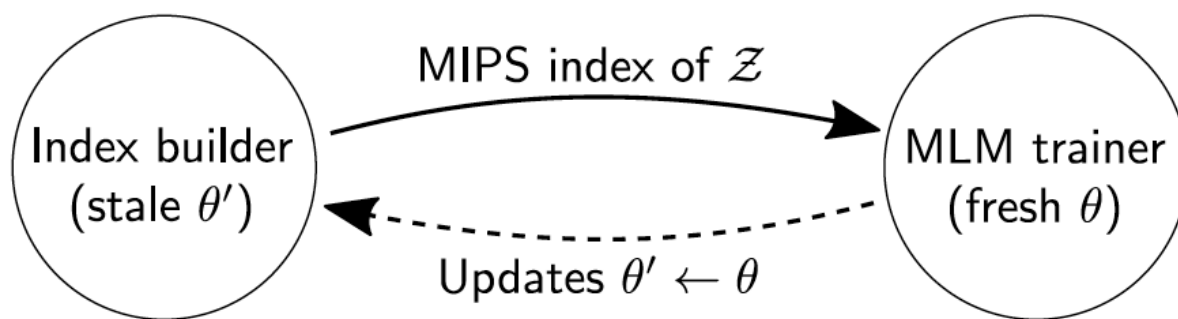 MIPS index of 𝒵
Index builder
(stale θ′)
MLM trainer
(fresh θ)
Updates θ′ ← θ